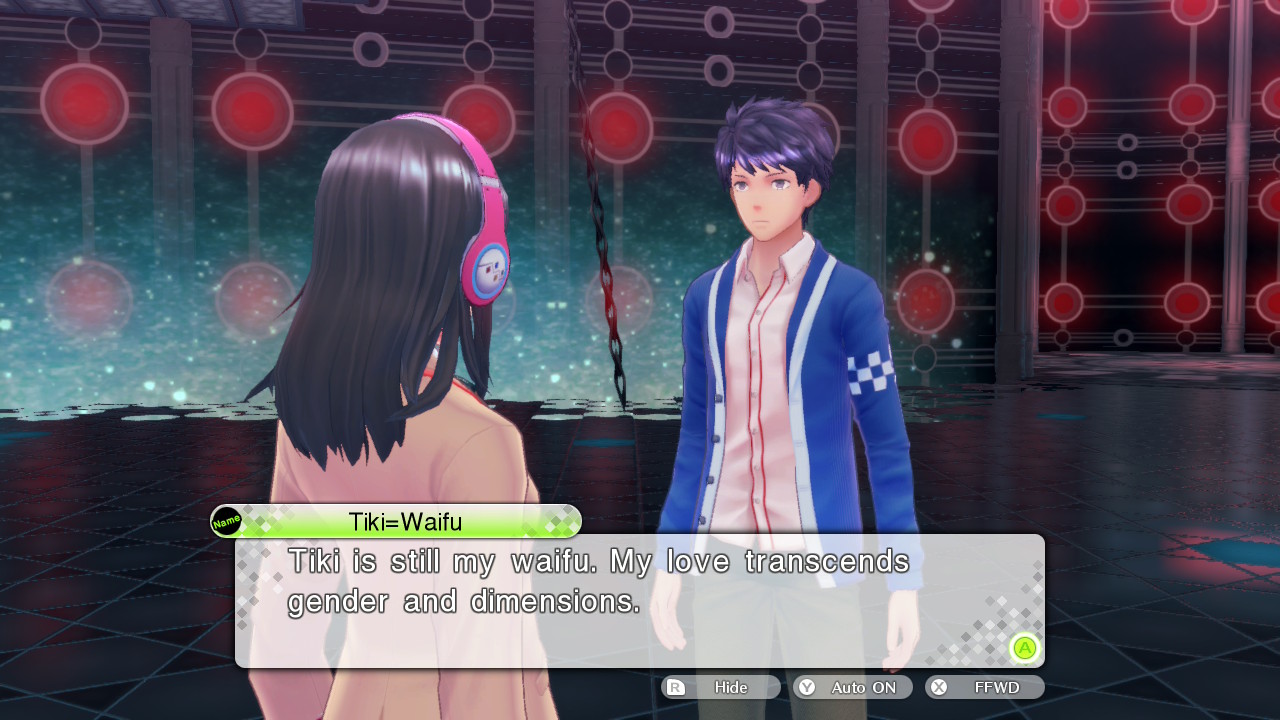 Name
Tiki=Waifu
Tiki is still my waifu. My love transcends
gender and dimensions.
A
R Hide
Y Auto ON
X FFWD